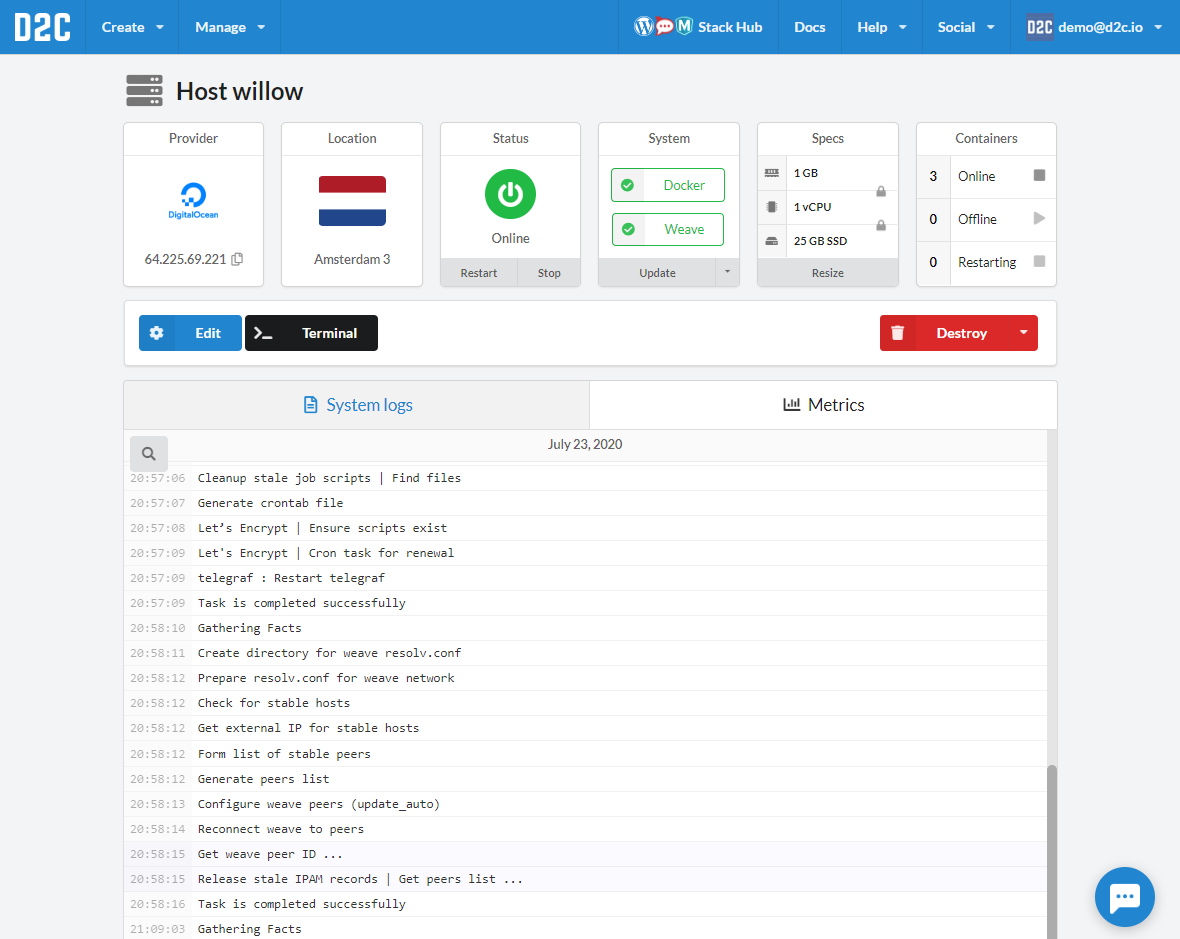 D2C Create Manage Stack Hub Docs Help Social D2C demo@d2c.io
Host willow
Provider
DigitalOcean
64.225.69.221
Location
Amsterdam 3
Status
Online
Restart Stop
System
Docker
Weave
Update
Specs
1 GB
1 vCPU
25 GB SSD
Resize
Containers
3 Online
0 Offline
0 Restarting
Edit Terminal Destroy
System logs Metrics
July 23, 2020
20:57:06 Cleanup stale job scripts | Find files
20:57:07 Generate crontab file
20:57:08 Let’s Encrypt | Ensure scripts exist
20:57:09 Let's Encrypt | Cron task for renewal
20:57:09 telegraf : Restart telegraf
20:57:09 Task is completed successfully
20:58:10 Gathering Facts
20:58:11 Create directory for weave resolv.conf
20:58:12 Prepare resolv.conf for weave network
20:58:12 Check for stable hosts
20:58:12 Get external IP for stable hosts
20:58:12 Form list of stable peers
20:58:12 Generate peers list
20:58:13 Configure weave peers (update_auto)
20:58:14 Reconnect weave to peers
20:58:15 Get weave peer ID ...
20:58:15 Release stale IPAM records | Get peers list ...
20:58:16 Task is completed successfully
21:09:03 Gathering Facts